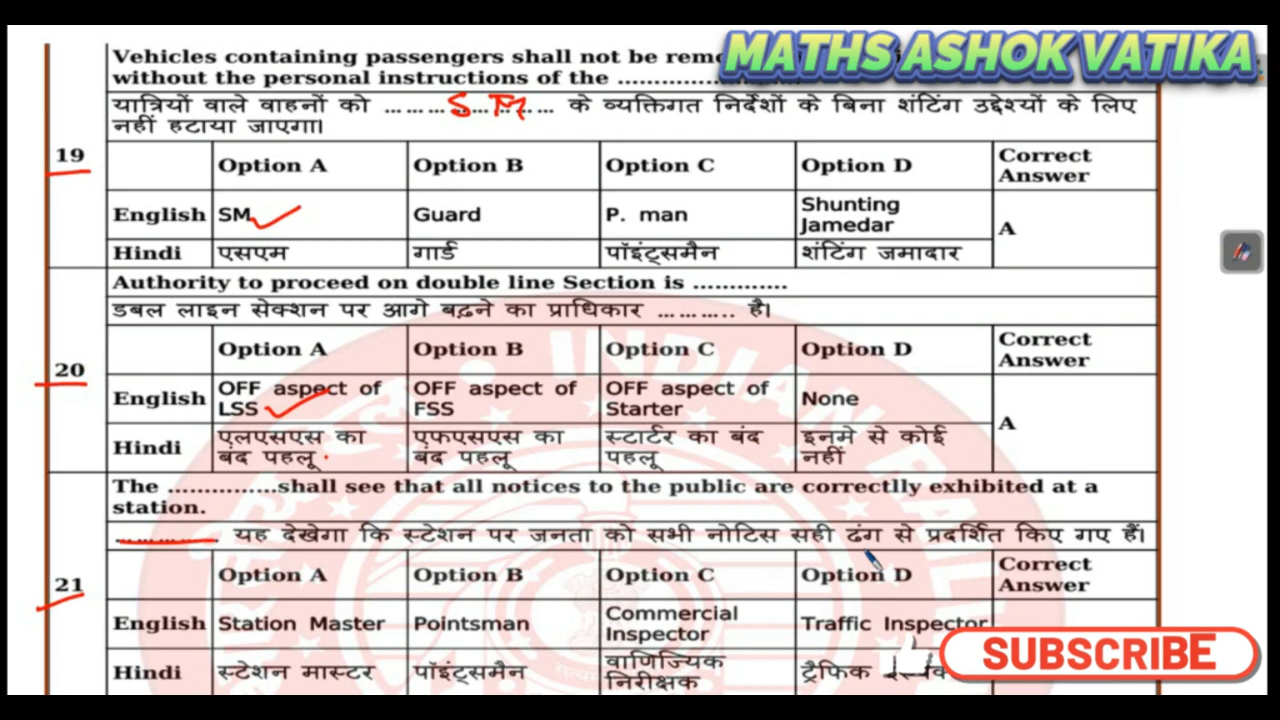 MATHS ASHOK VATIKA
Vehicles containing passengers shall not be
without the personal instructions of the
यात्रियों वाले वाहनों को ………………… के व्यक्तिगत निर्देशों के बिना शंटिंग उद्देश्यों के लिए
SM
नहीं हटाया जाएगा।
19
Option A Option B Option C Option D Correct Answer
English SM Guard P. man Shunting Jamedar A
Hindi एसएम गार्ड पॉइंट्समैन शंटिंग जमादार
Authority to proceed on double line Section is .............
डबल लाइन सेक्शन पर आगे बढ़ने का प्राधिकार ……….. है।
20
Option A Option B Option C Option D Correct Answer
English OFF aspect of LSS OFF aspect of FSS OFF aspect of Starter None A
Hindi एलएसएस का बंद पहलू एफएसएस का बंद पहलू स्टार्टर का बंद पहलू इनमे से कोई नहीं
The ...................shall see that all notices to the public are correctlly exhibited at a
station.
…………… यह देखेगा कि स्टेशन पर जनता को सभी नोटिस सही ढंग से प्रदर्शित किए गए हैं।
21
Option A Option B Option C Option D Correct Answer
English Station Master Pointsman Commercial Inspector Traffic Inspector
Hindi स्टेशन मास्टर पॉइंट्समैन वाणिज्यिक निरीक्षक ट्रैफिक
SUBSCRIBE
INDIAN RAIL